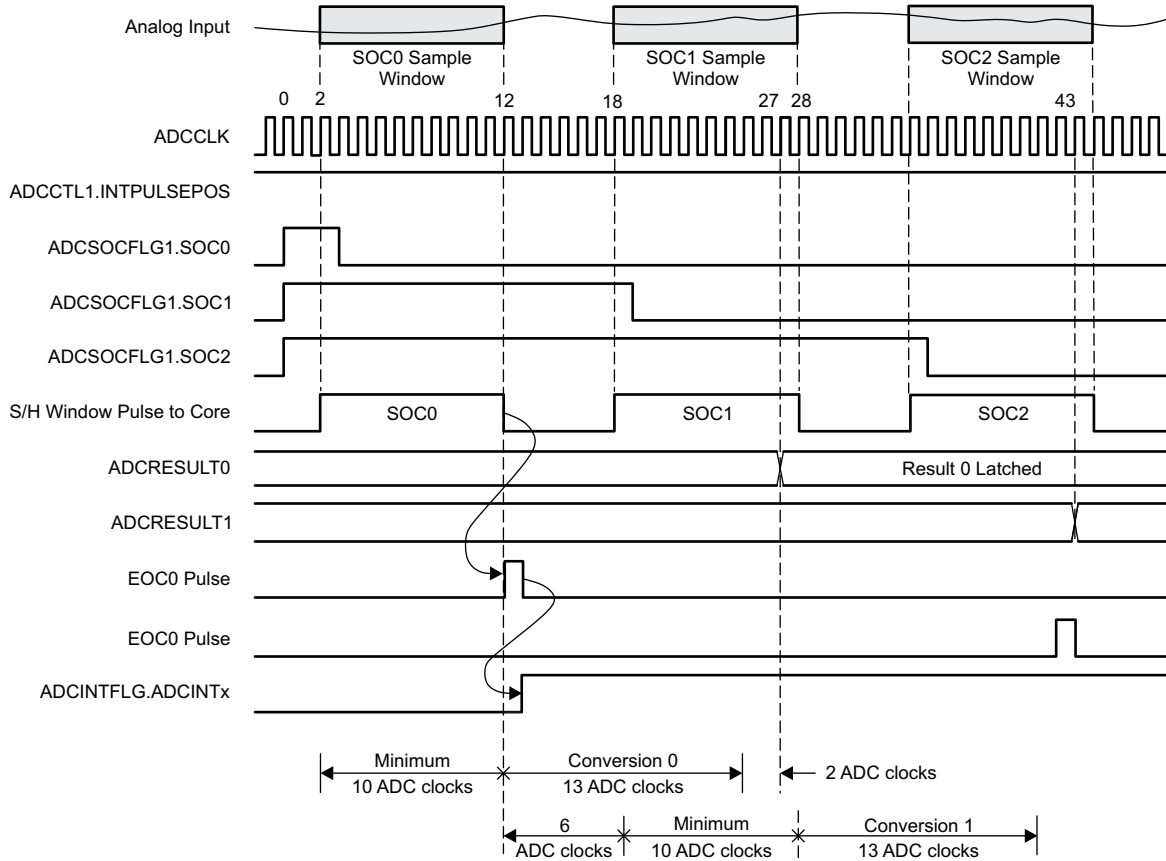 Analog Input
SOC0 Sample
Window
SOC1 Sample
Window
SOC2 Sample
Window
0 2 12 18 27 28 43
ADCCLK
ADCCTL1.INTPULSEPOS
ADCSOCFLG1.SOC0
ADCSOCFLG1.SOC1
ADCSOCFLG1.SOC2
S/H Window Pulse to Core SOC0 SOC1 SOC2
ADCRESULT0 Result 0 Latched
ADCRESULT1
EOC0 Pulse
EOC0 Pulse
ADCINTFLG.ADCINTx
Minimum
10 ADC clocks
Conversion 0
13 ADC clocks
2 ADC clocks
6
ADC clocks
Minimum
10 ADC clocks
Conversion 1
13 ADC clocks